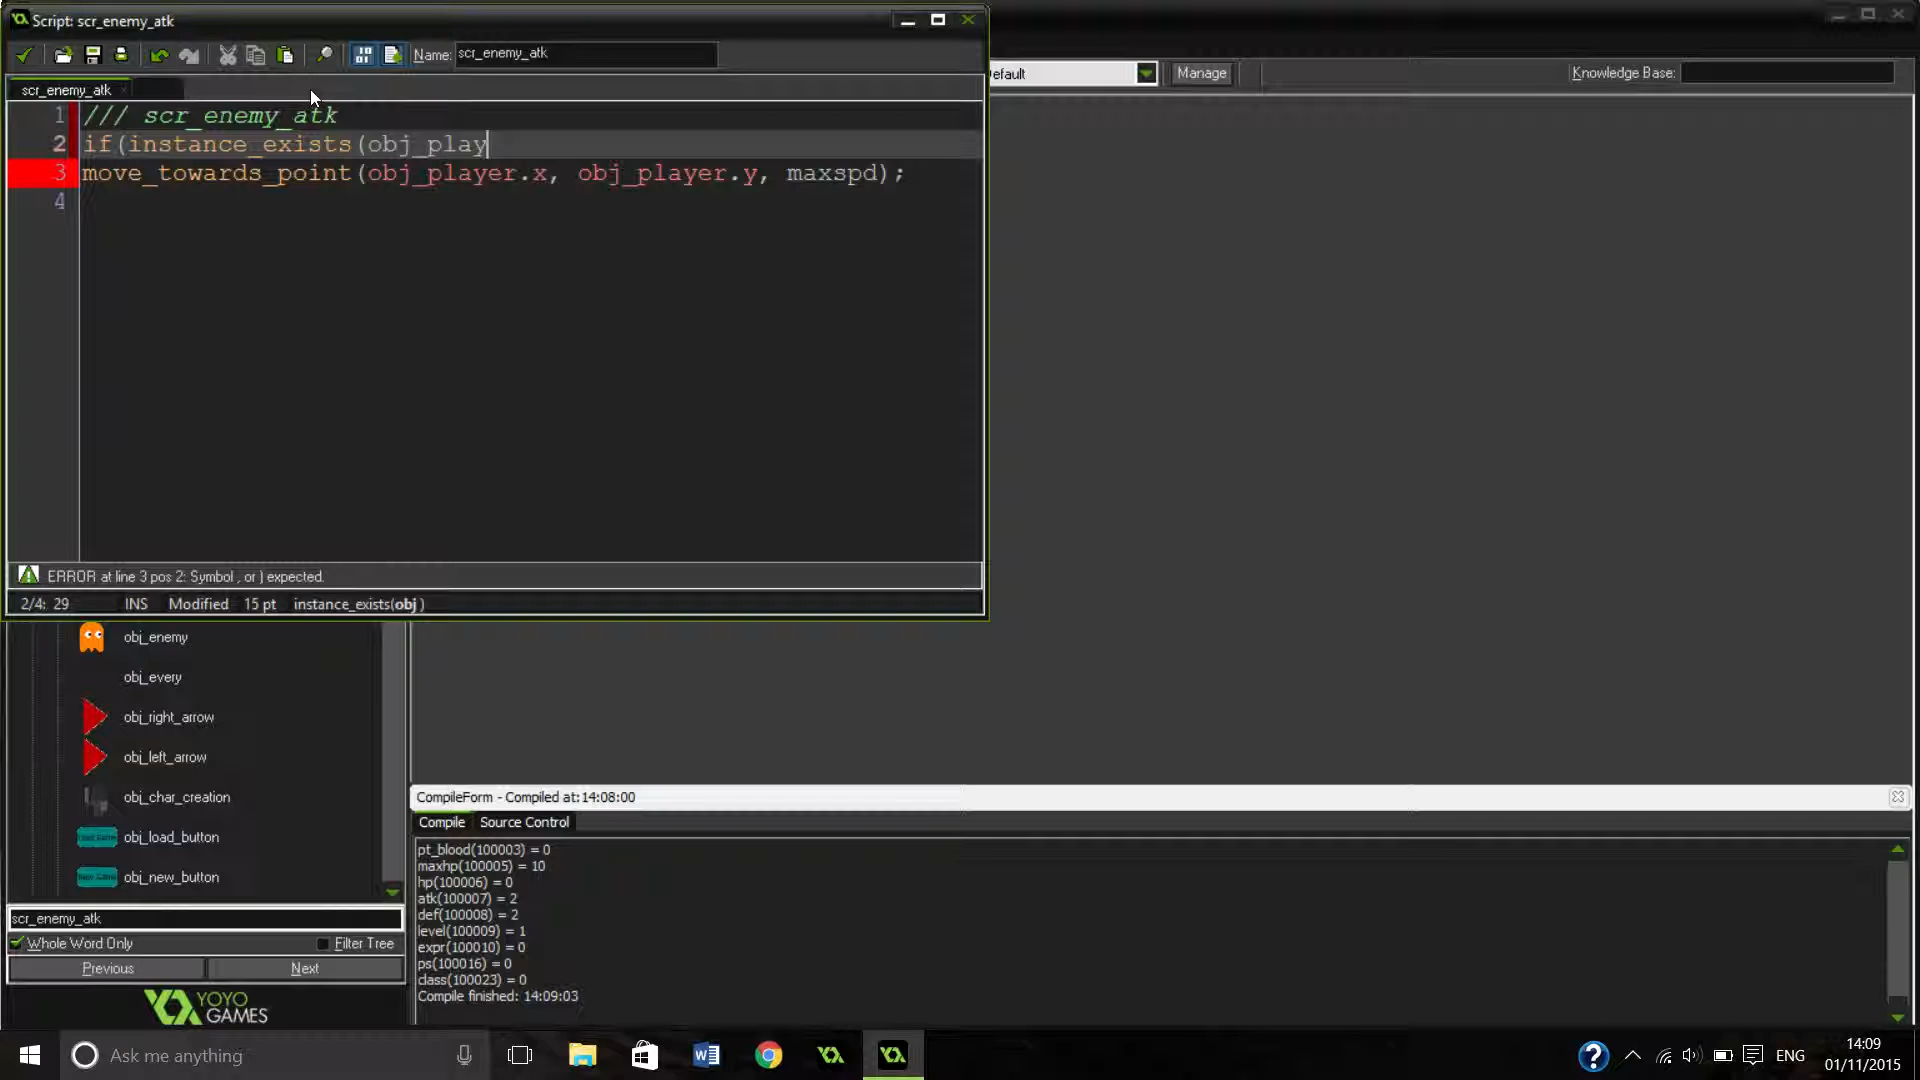 Script: scr_enemy_atk
Name: scr_enemy_atk
efault
Manage
Knowledge Base:
scr_enemy_atk
1 /// scr_enemy_atk
2 if(instance_exists(obj_play
3 move_towards_point(obj_player.x, obj_player.y, maxspd);
4
ERROR at line 3 pos 2: Symbol , or ) expected.
2/4: 29 INS Modified 15 pt instance_exists(obj )
obj_enemy
obj_every
obj_right_arrow
obj_left_arrow
obj_char_creation
obj_load_button
obj_new_button
scr_enemy_atk
Whole Word Only Filter Tree
Previous Next
YOYO
GAMES
CompileForm - Compiled at:14:08:00
Compile Source Control
pt_blood(100003) = 0
maxhp(100005) = 10
hp(100006) = 0
atk(100007) = 2
def(100008) = 2
level(100009) = 1
expr(100010) = 0
ps(100016) = 0
class(100023) = 0
Compile finished: 14:09:03
Ask me anything
ENG
14:09
01/11/2015